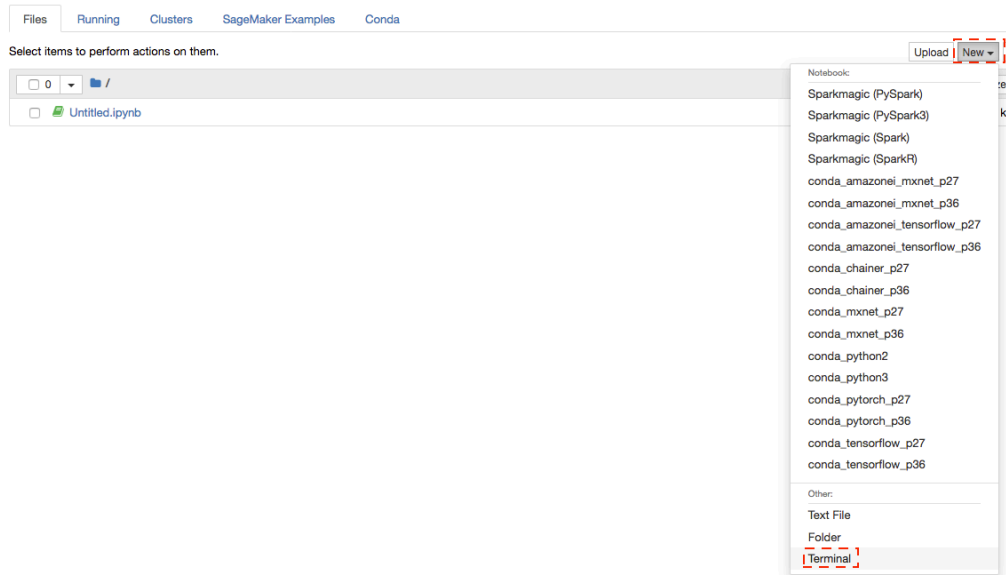 Files Running Clusters SageMaker Examples Conda
Select items to perform actions on them.
Upload New
0 /
Untitled.ipynb
Notebook:
Sparkmagic (PySpark)
Sparkmagic (PySpark3)
Sparkmagic (Spark)
Sparkmagic (SparkR)
conda_amazonei_mxnet_p27
conda_amazonei_mxnet_p36
conda_amazonei_tensorflow_p27
conda_amazonei_tensorflow_p36
conda_chainer_p27
conda_chainer_p36
conda_mxnet_p27
conda_mxnet_p36
conda_python2
conda_python3
conda_pytorch_p27
conda_pytorch_p36
conda_tensorflow_p27
conda_tensorflow_p36
Other:
Text File
Folder
Terminal